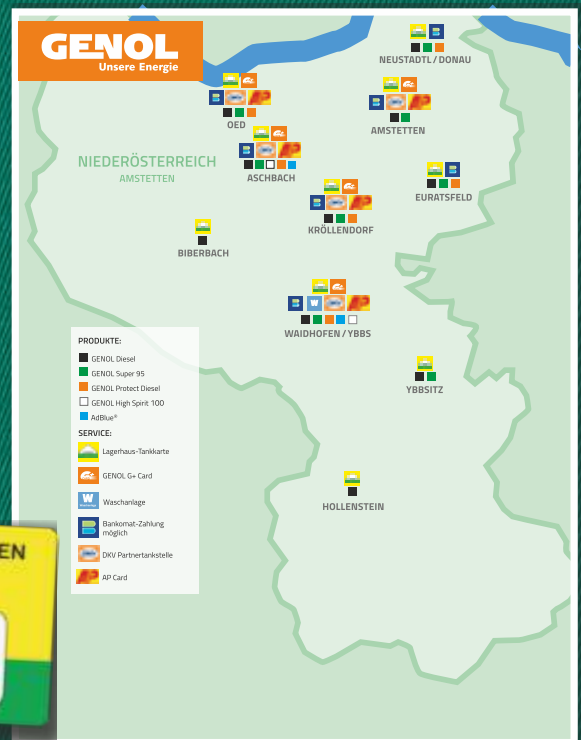 GENOL
Unsere Energie
NEUSTADTL / DONAU
OED
AMSTETTEN
NIEDERÖSTERREICH
AMSTETTEN
ASCHBACH
EURATSFELD
KRÖLLENDORF
BIBERBACH
WAIDHOFEN / YBBS
YBBSITZ
HOLLENSTEIN
PRODUKTE:
GENOL Diesel
GENOL Super 95
GENOL Protect Diesel
GENOL High Spirit 100
AdBlue®
SERVICE:
Lagerhaus-Tankkarte
GENOL G+ Card
W
Waschanlage
Bankomat-Zahlung
möglich
DKV Partnertankstelle
AP
AP Card
EN